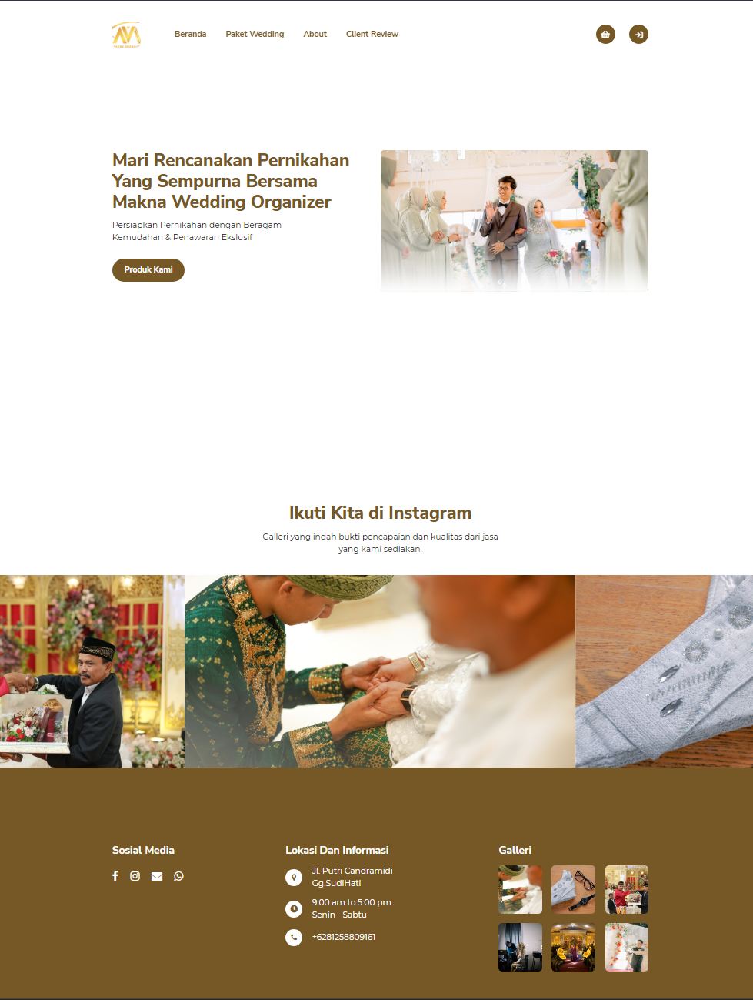 Beranda
Paket Wedding
About
Client Review
Mari Rencanakan Pernikahan
Yang Sempurna Bersama
Makna Wedding Organizer
Persiapkan Pernikahan dengan Beragam
Kemudahan & Penawaran Ekslusif
Produk Kami
Ikuti Kita di Instagram
Galleri yang indah bukti pencapaian dan kualitas dari jasa
yang kami sediakan.
Sosial Media
Lokasi Dan Informasi
Jl. Putri Candramidi
Gg.SudiHati
9:00 am to 5:00 pm
Senin - Sabtu
+6281258809161
Galleri